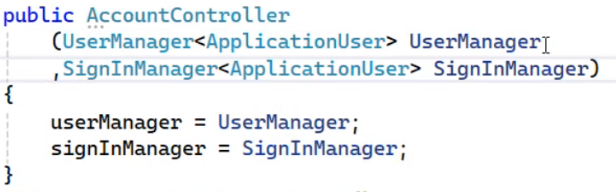 public AccountController
(UserManager<ApplicationUser> UserManager
,SignInManager<ApplicationUser> SignInManager)
{
userManager = UserManager;
signInManager = SignInManager;
}